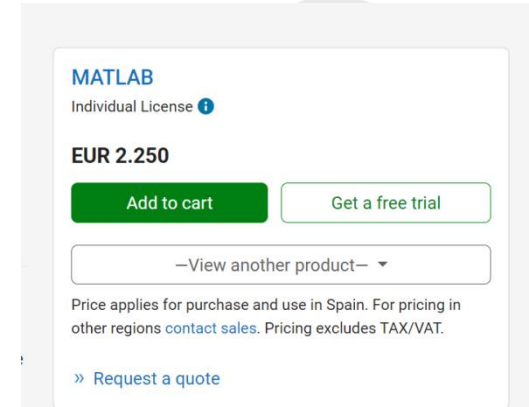 MATLAB
Individual License
EUR 2.250
Add to cart
Get a free trial
—View another product—
Price applies for purchase and use in Spain. For pricing in
other regions contact sales. Pricing excludes TAX/VAT.
» Request a quote